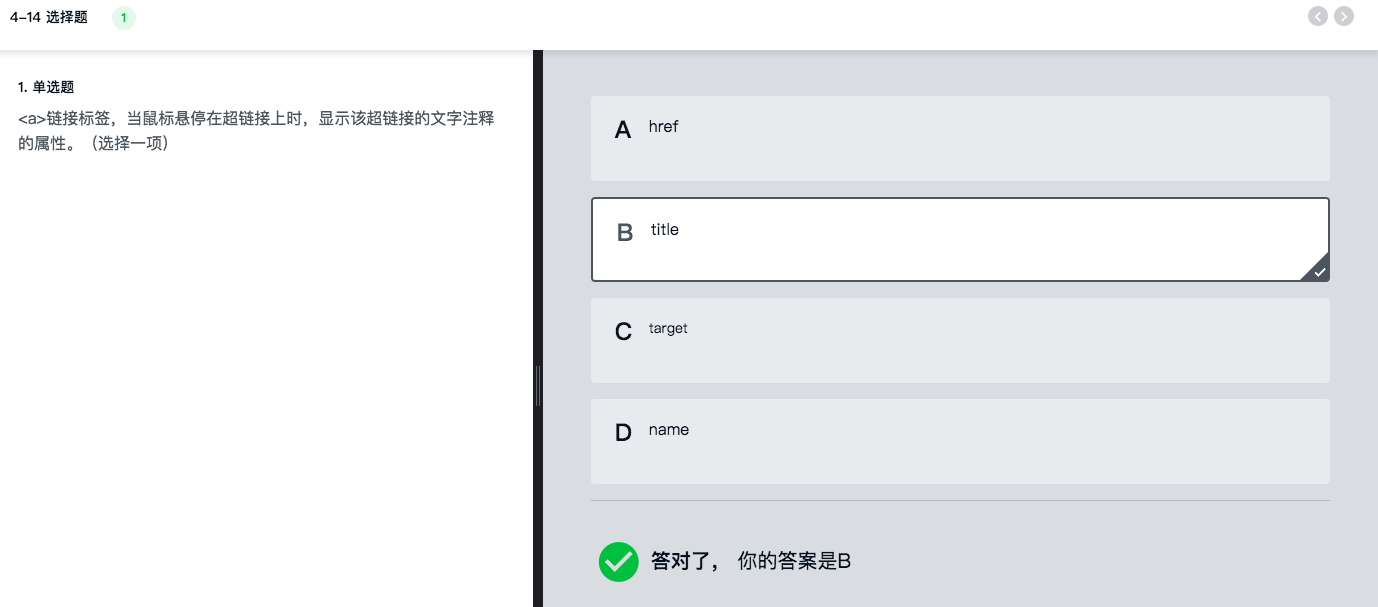 4-14 选择题 1
1. 单选题
<a>链接标签，当鼠标悬停在超链接上时，显示该超链接的文字注释
的属性。（选择一项）
A href
B title
C target
D name
答对了， 你的答案是B